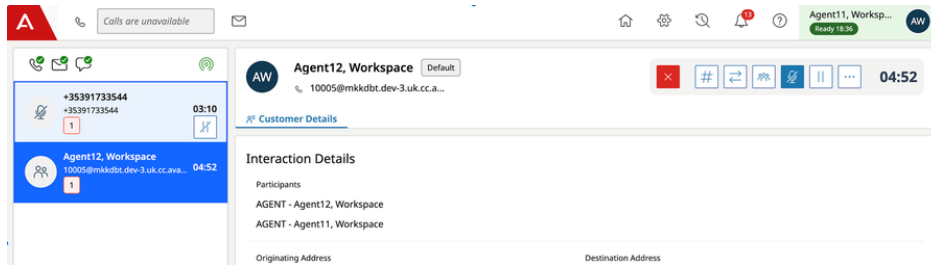 Calls are unavailable
13
Agent11, Worksp...
Ready 18:36
AW
+35391733544
+35391733544
03:10
1
Agent12, Workspace
10005@mkkdbt.dev-3.uk.cc.ava...
04:52
1
AW
Agent12, Workspace
Default
10005@mkkdbt.dev-3.uk.cc.a...
#
04:52
Customer Details
Interaction Details
Participants
AGENT - Agent12, Workspace
AGENT - Agent11, Workspace
Originating Address
Destination Address